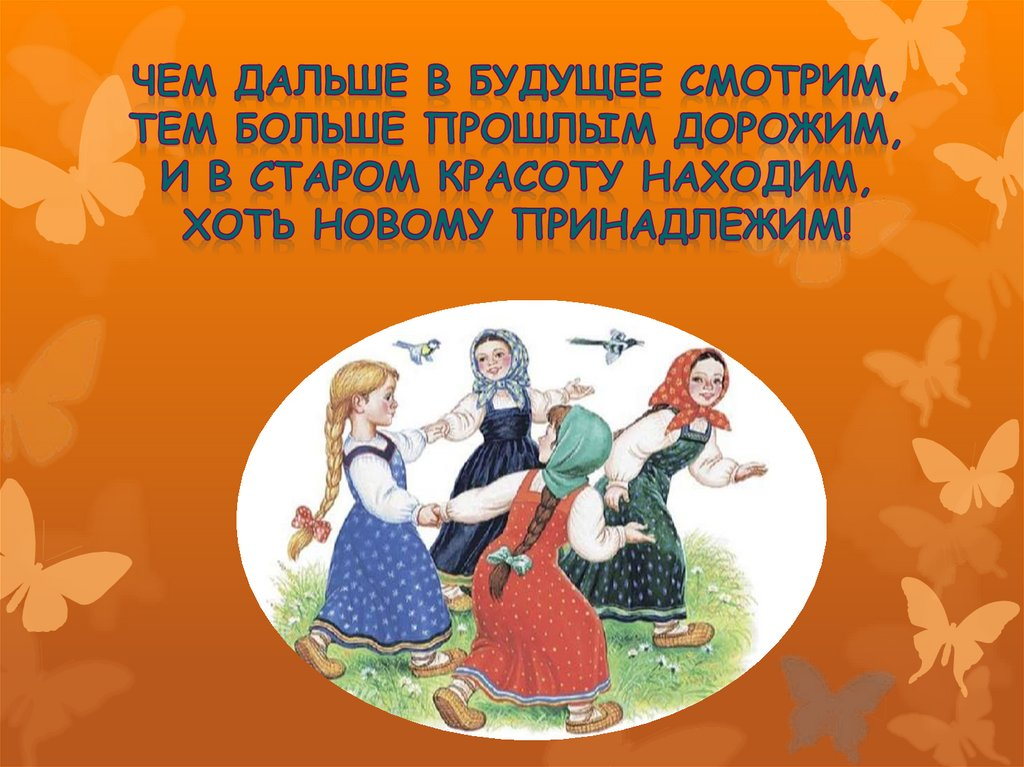 ЧЕМ ДАЛЬШЕ В БУДУЩЕЕ СМОТРИМ,
ТЕМ БОЛЬШЕ ПРОШЛЫМ ДОРОЖИМ,
И В СТАРОМ КРАСОТУ НАХОДИМ,
ХОТЬ НОВОМУ ПРИНАДЛЕЖИМ!